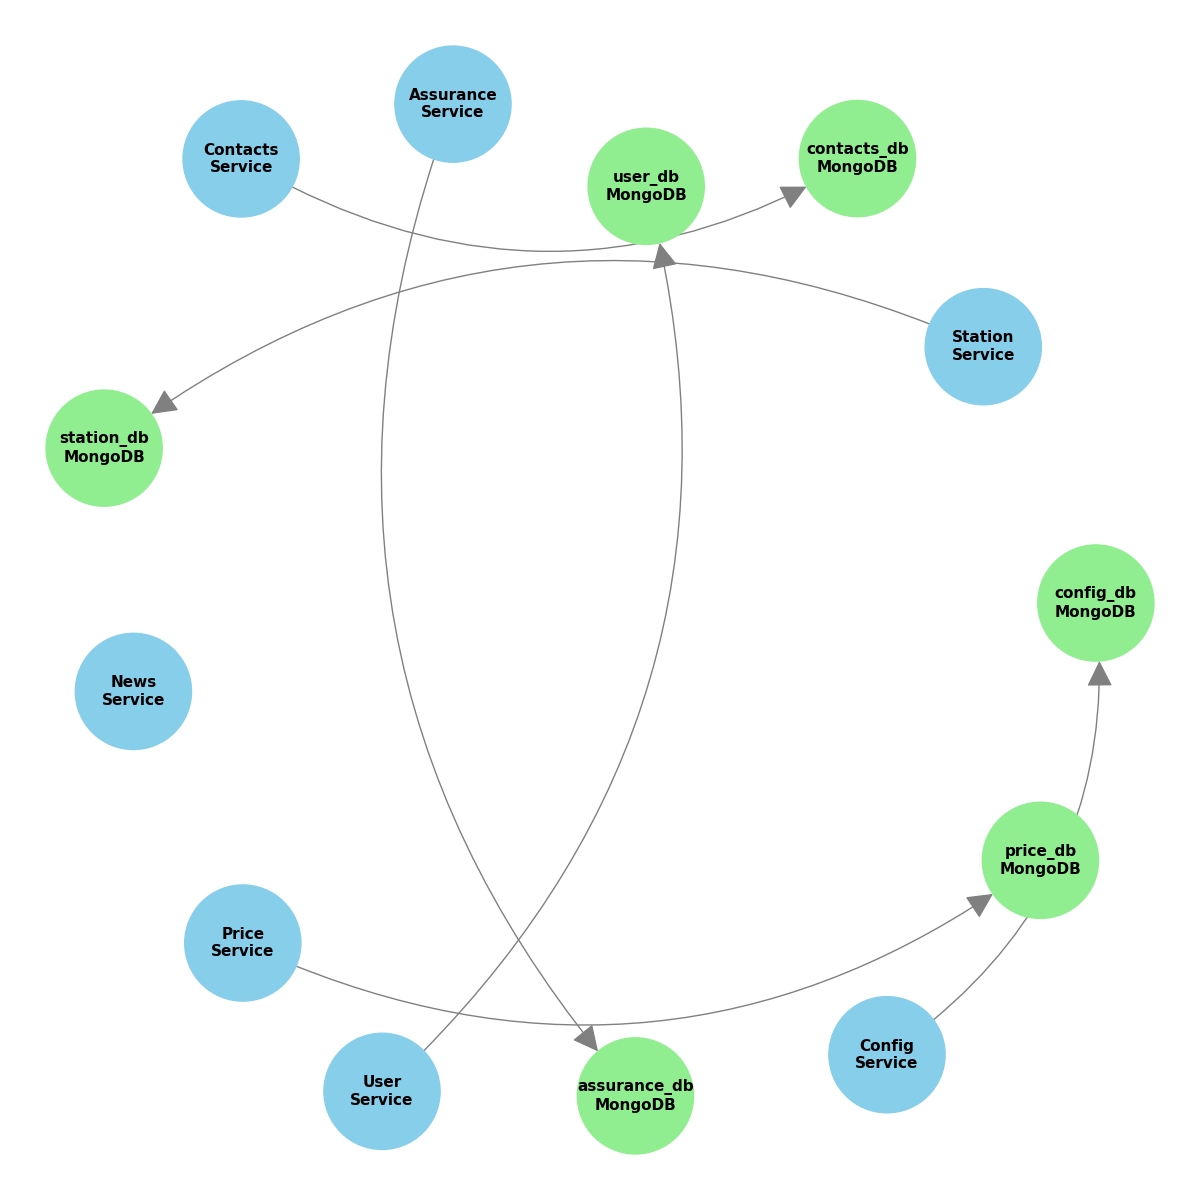 Assurance
Service
Contacts
Service
contacts_db
MongoDB
user_db
MongoDB
Station
Service
station_db
MongoDB
config_db
MongoDB
News
Service
price_db
MongoDB
Price
Service
Config
Service
User
Service
assurance_db
MongoDB